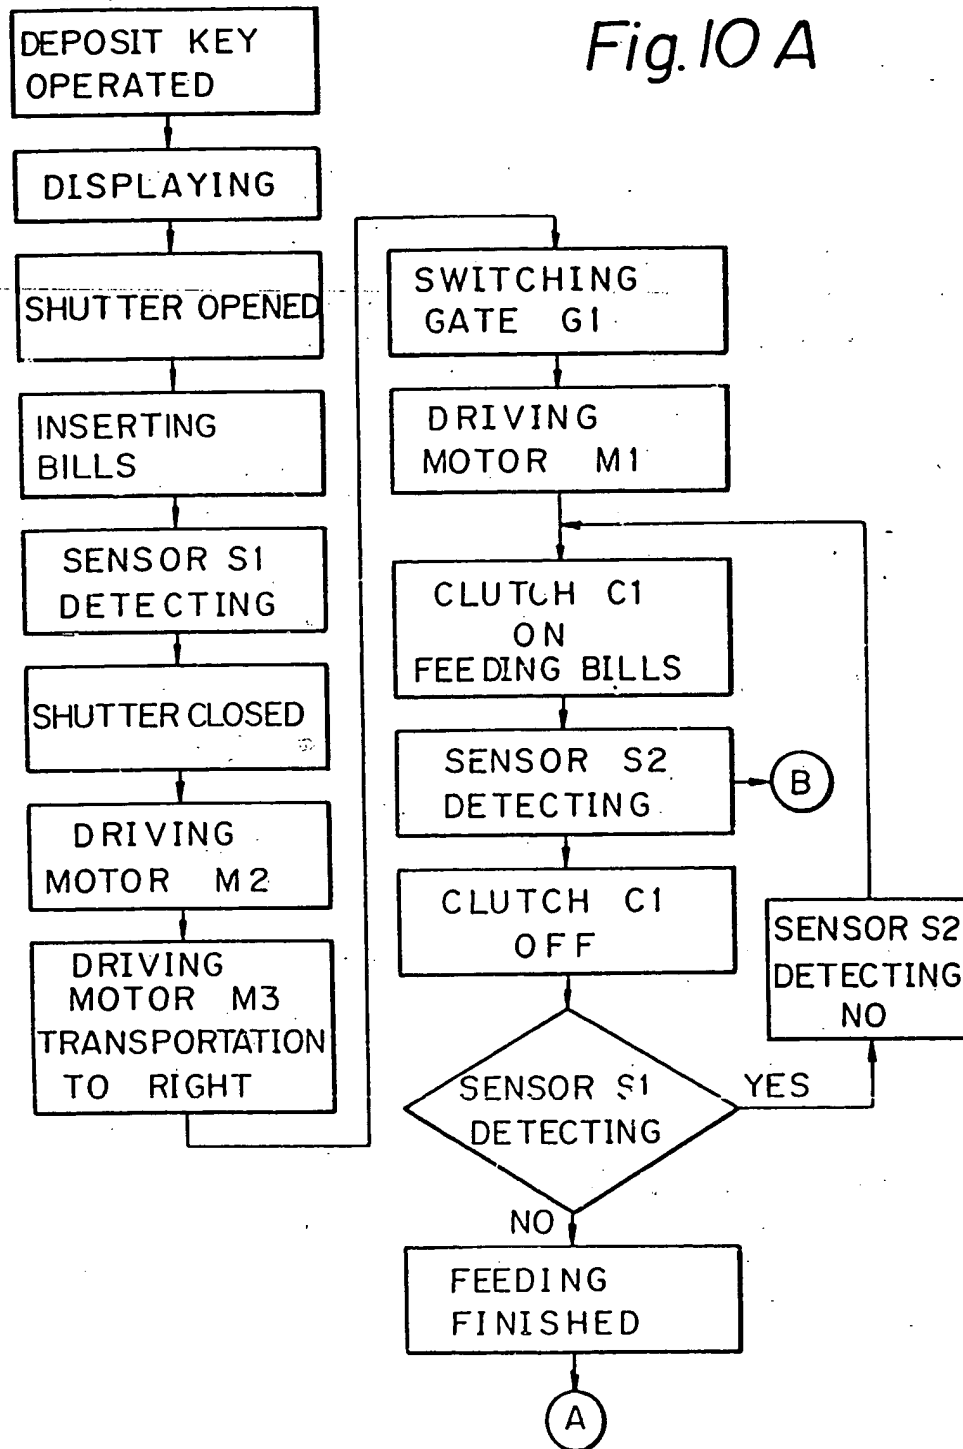 Fig. 10 A
DEPOSIT KEY
OPERATED
DISPLAYING
SHUTTER OPENED
INSERTING
BILLS
SENSOR S1
DETECTING
SHUTTER CLOSED
DRIVING
MOTOR M2
DRIVING
MOTOR M3
TRANSPORTATION
TO RIGHT
SWITCHING
GATE G1
DRIVING
MOTOR M1
CLUTCH C1
ON
FEEDING BILLS
SENSOR S2
DETECTING
B
CLUTCH C1
OFF
SENSOR S2
DETECTING
NO
SENSOR S1
DETECTING
YES
NO
FEEDING
FINISHED
A